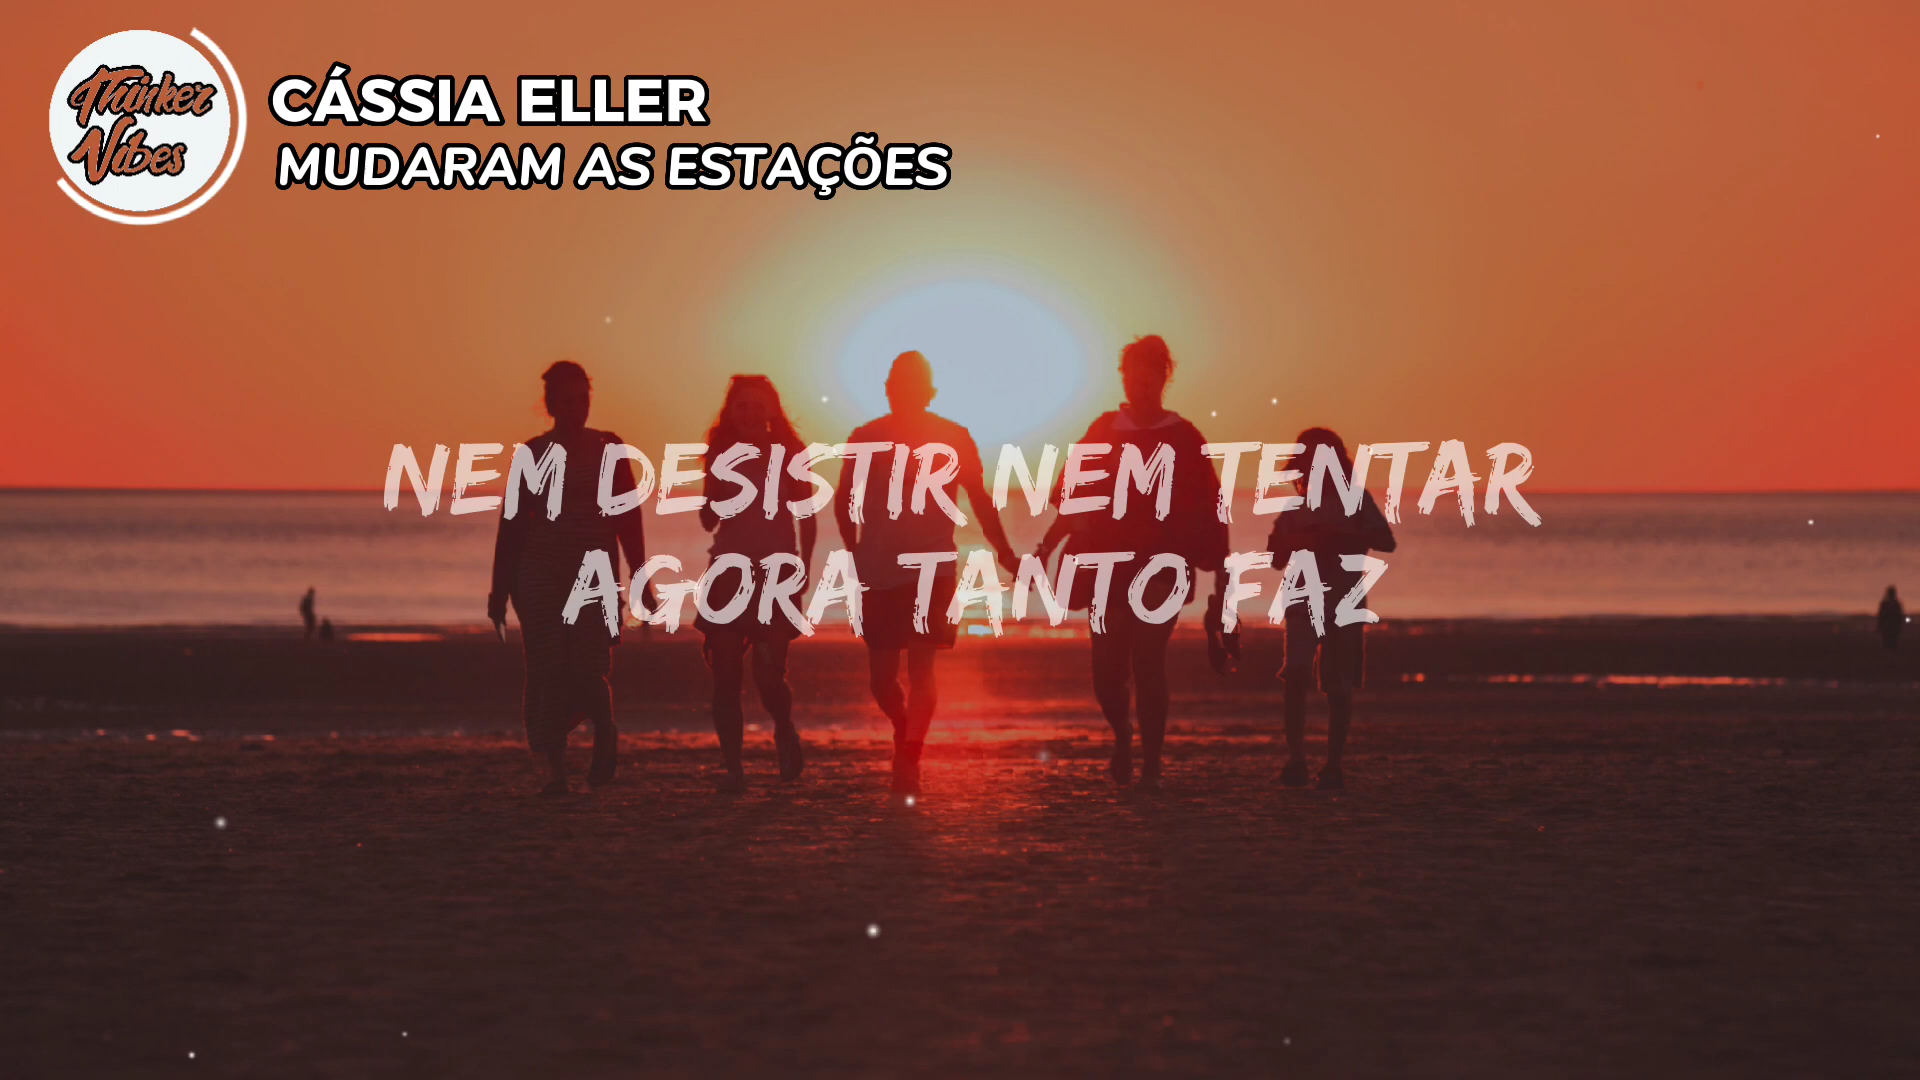 Thinker
Vibes
CÁSSIA ELLER
MUDARAM AS ESTAÇÕES
NEM DESISTIR NEM TENTAR
AGORA TANTO FAZ